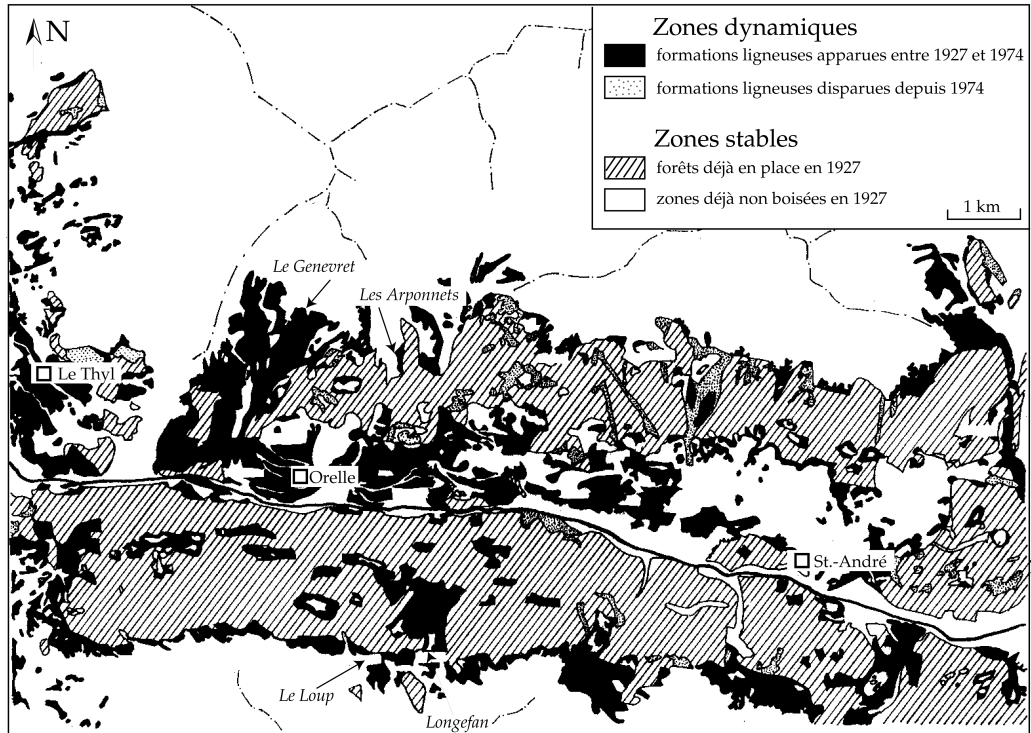 N
Zones dynamiques
formations ligneuses apparues entre 1927 et 1974
formations ligneuses disparues depuis 1974
Zones stables
forêts déjà en place en 1927
zones déjà non boisées en 1927
1 km
Le Genevret
Les Arponnets
Le Thyl
Orelle
St.-André
Le Loup
Longefan